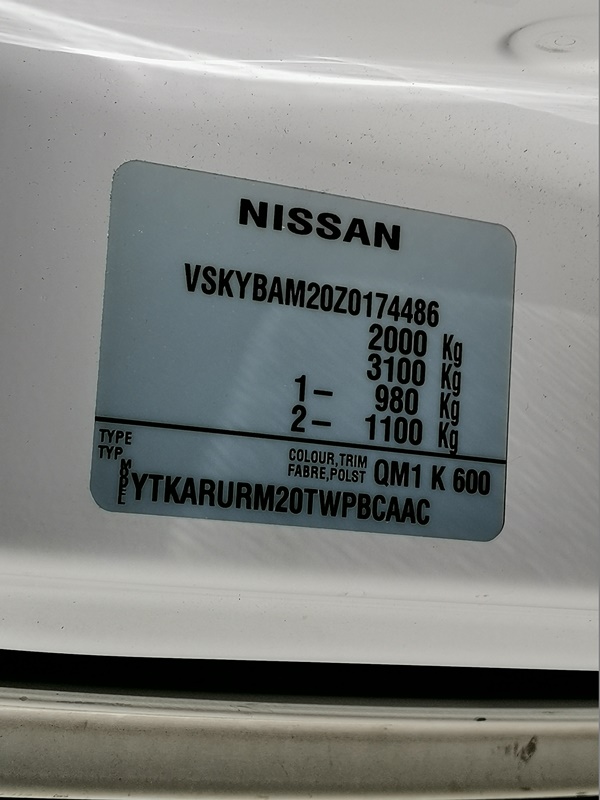 NISSAN
VSKYBAM20Z0174486
2000 Kg
3100 Kg
1– 980 Kg
2– 1100 Kg
TYPE
TYP
COLOUR,TRIM
FABRE,POLST
QM1 K 600
MODEL
YTKARURM20TWPBCAAC